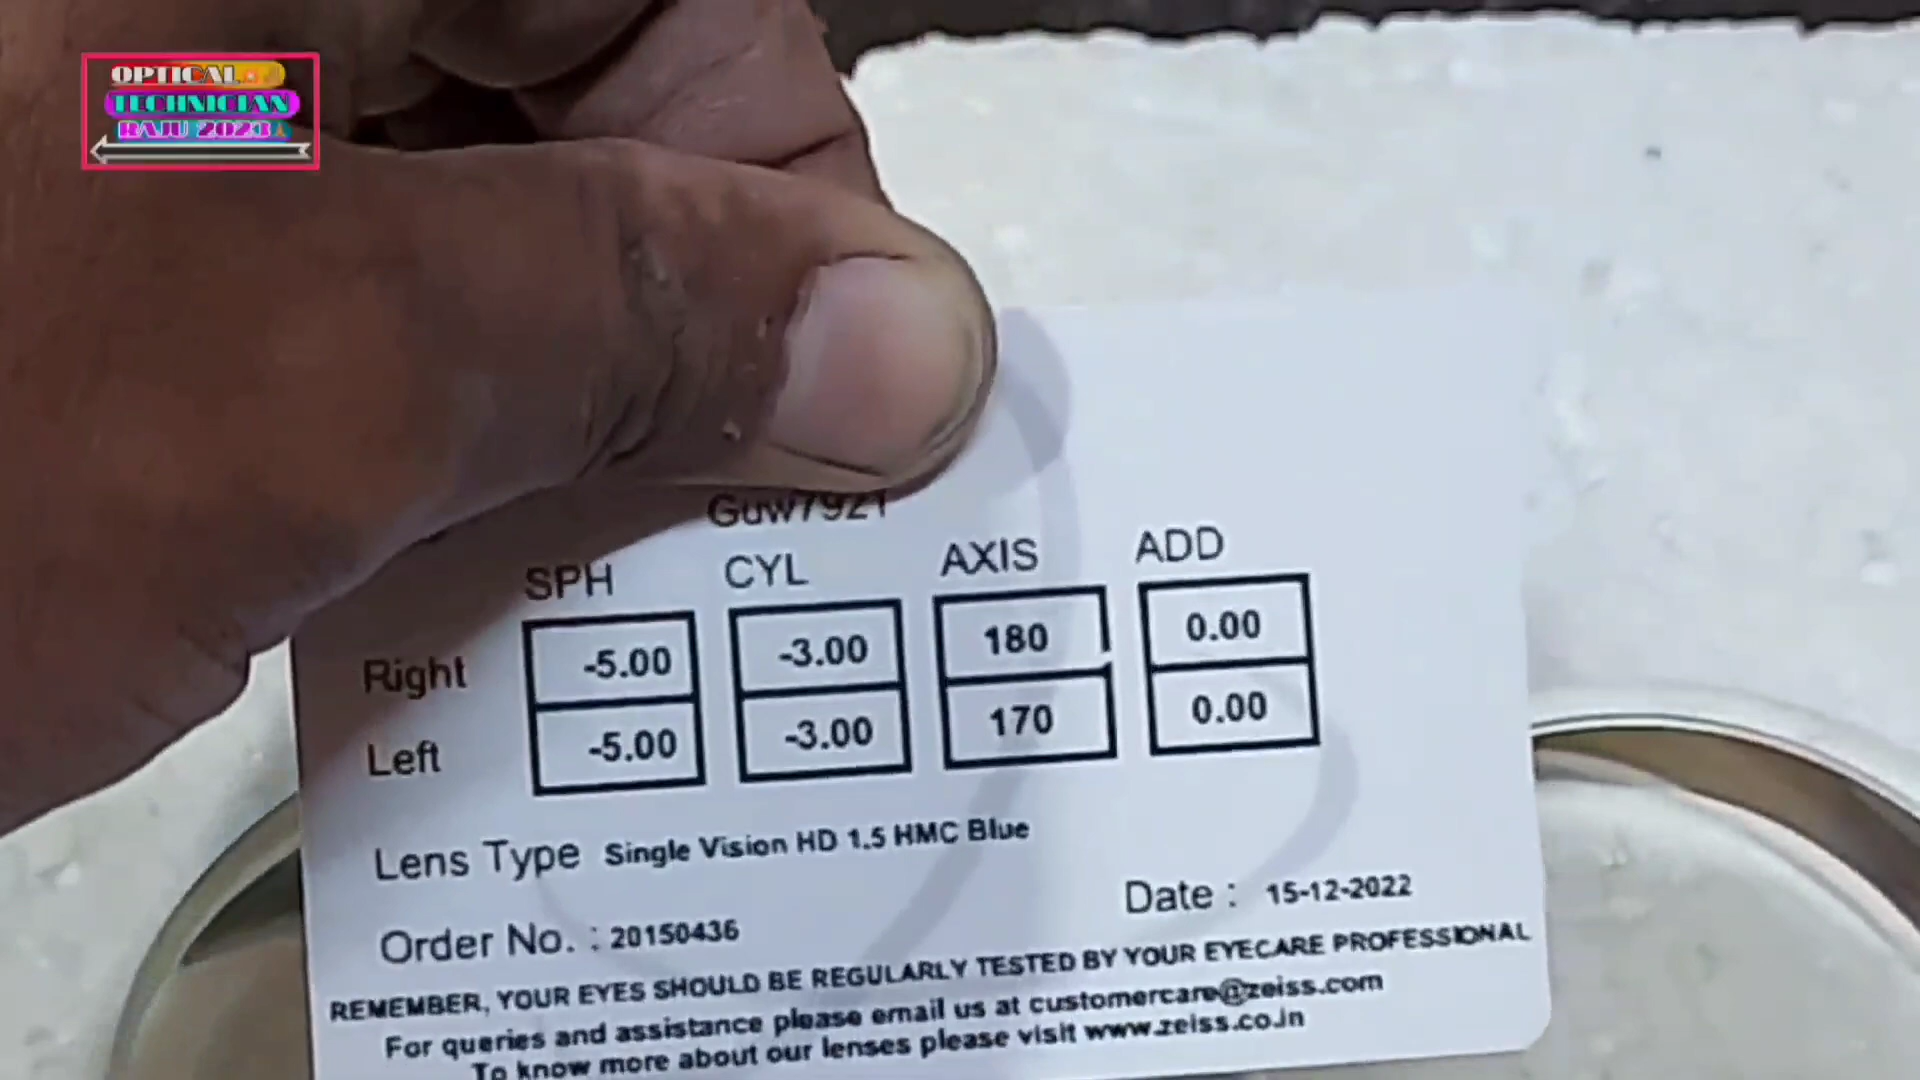 OPTICAL
TECHNICIAN
RAJU 2023
Guw7921
SPH CYL AXIS ADD
Right -5.00 -3.00 180 0.00
Left -5.00 -3.00 170 0.00
Lens Type Single Vision HD 1.5 HMC Blue
Order No. : 20150436 Date : 15-12-2022
REMEMBER, YOUR EYES SHOULD BE REGULARLY TESTED BY YOUR EYECARE PROFESSIONAL
For queries and assistance please email us at customercare@zeiss.com
To know more about our lenses please visit www.zeiss.co.in